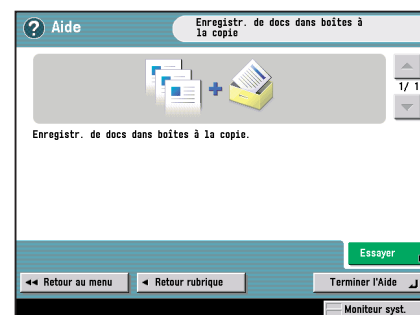 Aide
Enregistr. de docs dans boîtes à
la copie
1/ 1
Enregistr. de docs dans boîtes à la copie.
Essayer
Retour au menu
Retour rubrique
Terminer l'Aide
Moniteur syst.